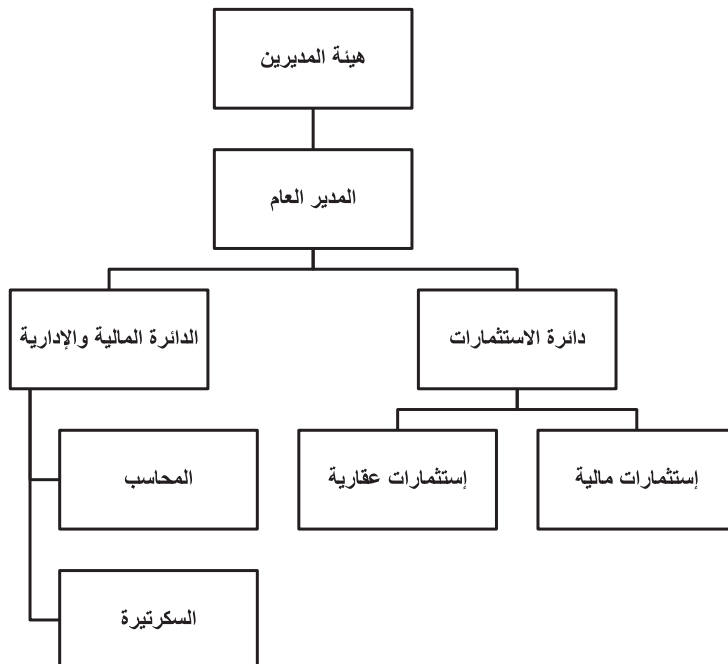 هيئة المديرين
المدير العام
دائرة الاستثمارات
الدائرة المالية والإدارية
إستثمارات مالية
إستثمارات عقارية
المحاسب
السكرتيرة